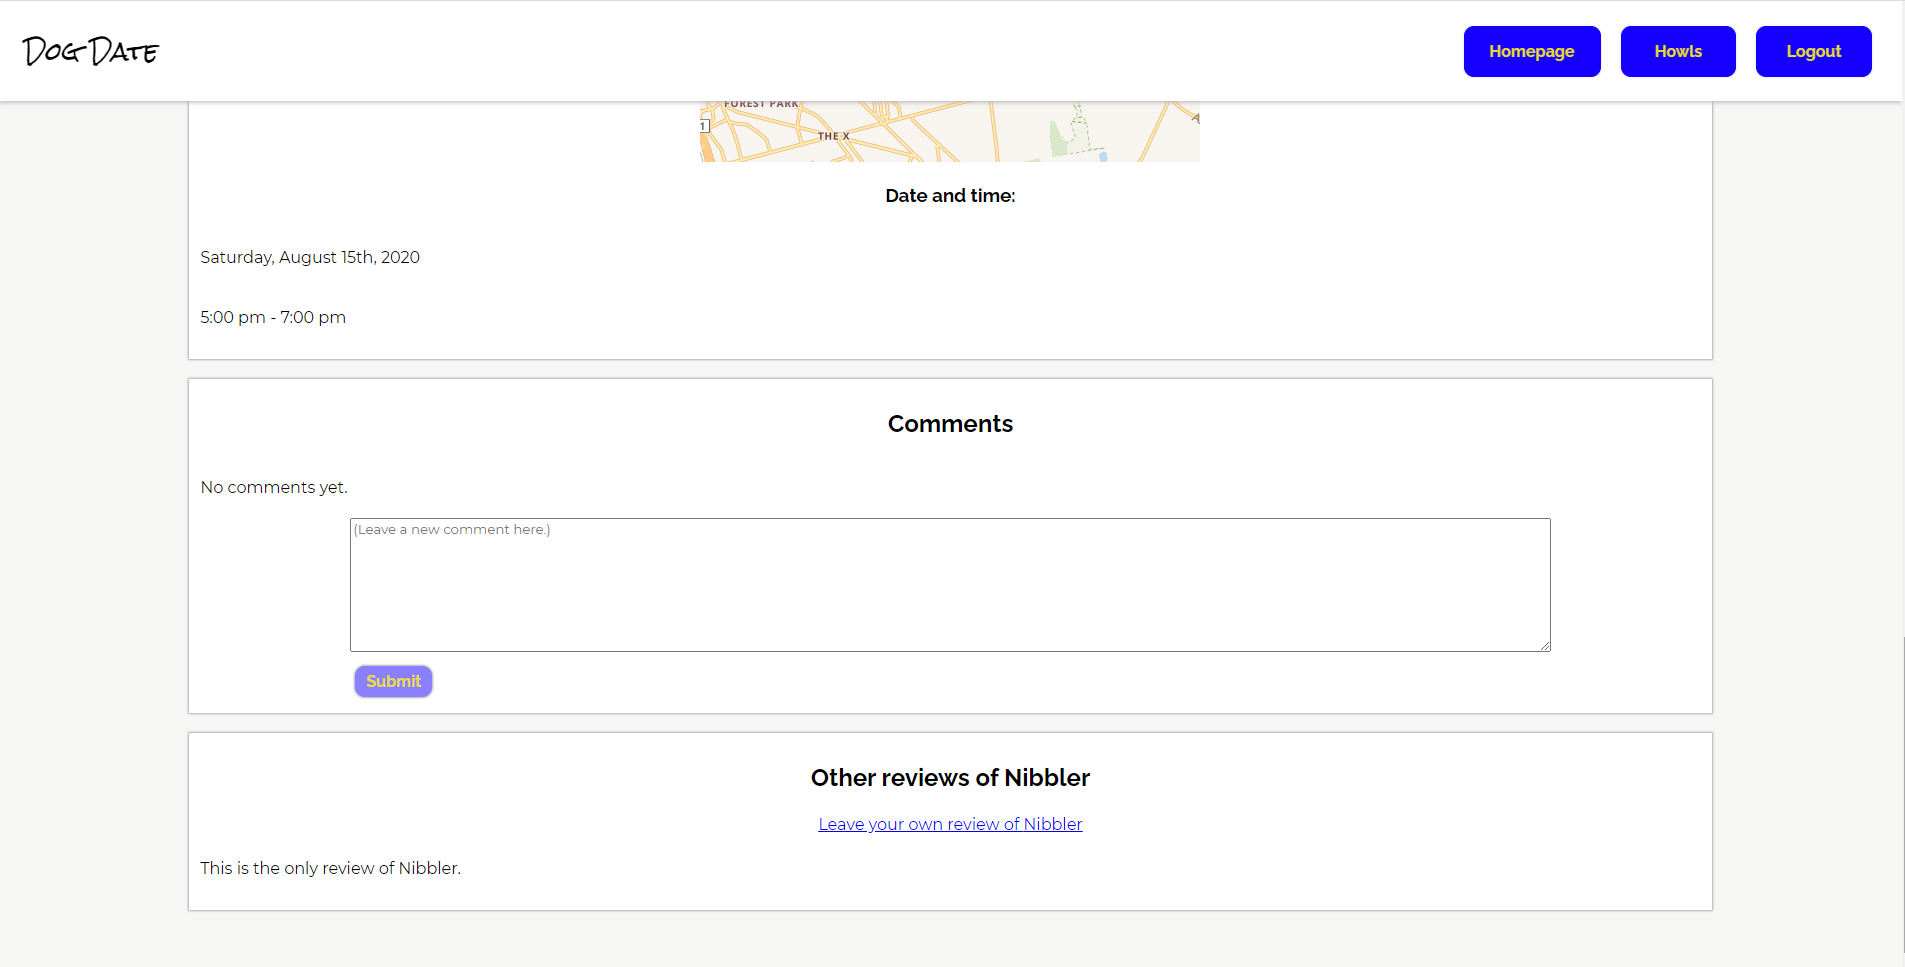 Dog Date
Homepage
Howls
Logout
FOREST PARK
1
THE X
A
Date and time:
Saturday, August 15th, 2020
5:00 pm - 7:00 pm
Comments
No comments yet.
(Leave a new comment here.)
Submit
Other reviews of Nibbler
Leave your own review of Nibbler
This is the only review of Nibbler.